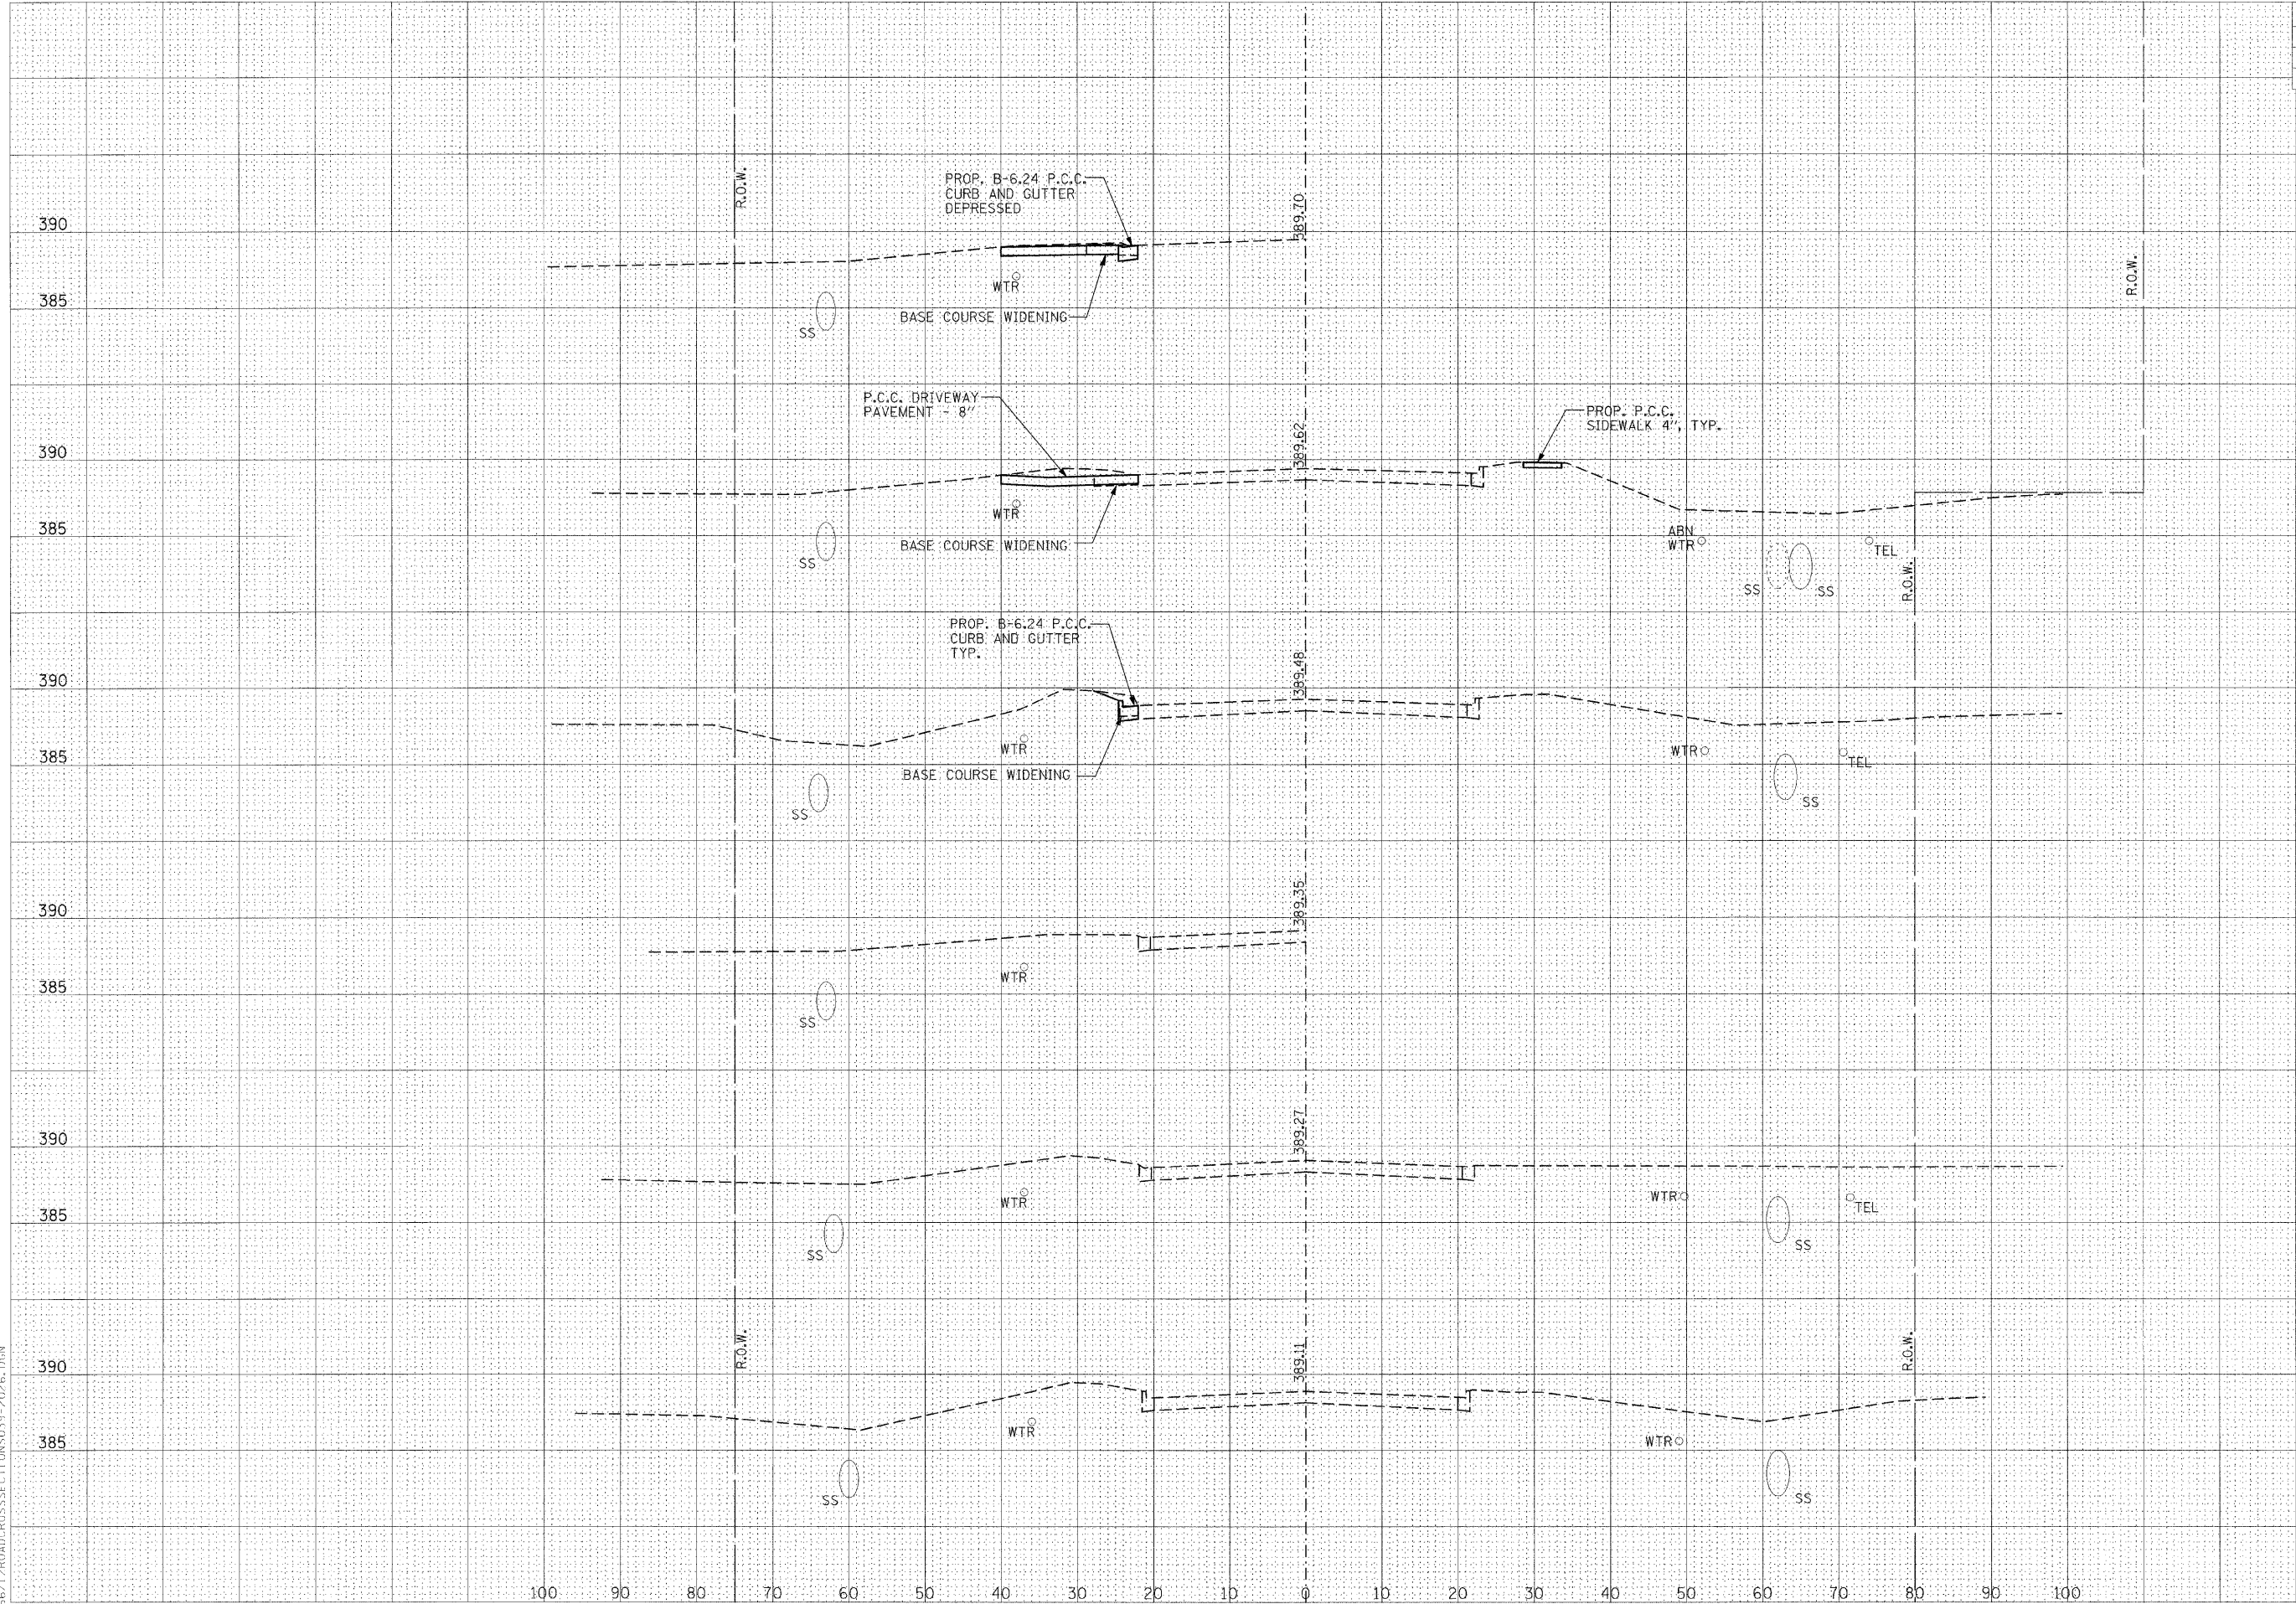 R.O.W.
PROP. B-6.24 P.C.C.
CURB AND GUTTER
DEPRESSED
389.70
390
R.O.W.
WTR
385
BASE COURSE WIDENING
SS
P.C.C. DRIVEWAY
PAVEMENT - 8"
PROP. P.C.C.
SIDEWALK 4", TYP.
389.62
390
WTR
385
BASE COURSE WIDENING
ABN
WTR
TEL
SS
SS
SS
R.O.W.
PROP. B-6.24 P.C.C.
CURB AND GUTTER
TYP.
389.48
390
WTR
WTR
TEL
385
BASE COURSE WIDENING
SS
SS
389.35
390
WTR
385
SS
389.27
390
WTR
WTR
TEL
385
SS
SS
R.O.W.
389.11
R.O.W.
390
WTR
WTR
385
SS
SS
100 90 80 70 60 50 40 30 20 10 0 10 20 30 40 50 60 70 80 90 100